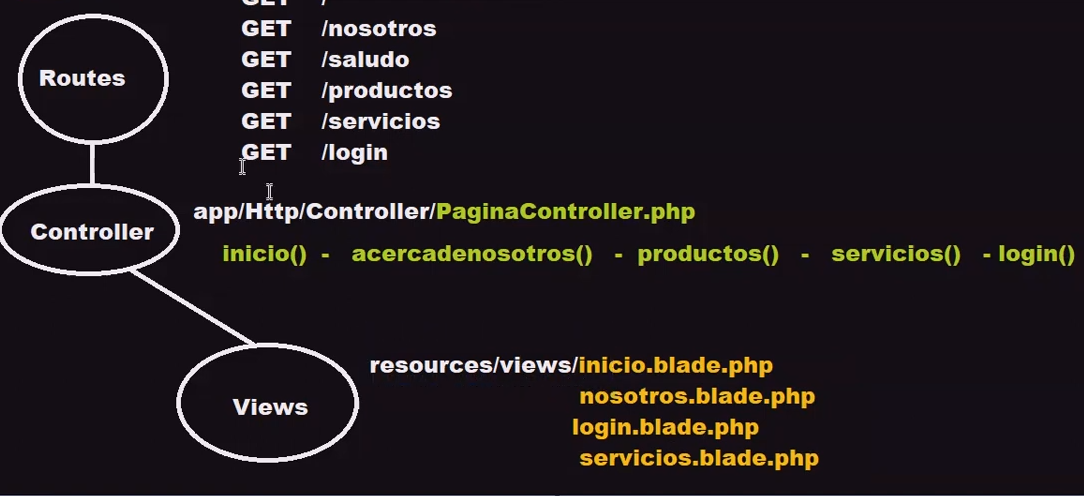 GET /
GET /nosotros
GET /saludo
Routes
GET /productos
GET /servicios
GET /login
app/Http/Controller/PaginaController.php
Controller
inicio() - acercadenosotros() - productos() - servicios() - login()
resources/views/inicio.blade.php
nosotros.blade.php
Views
login.blade.php
servicios.blade.php